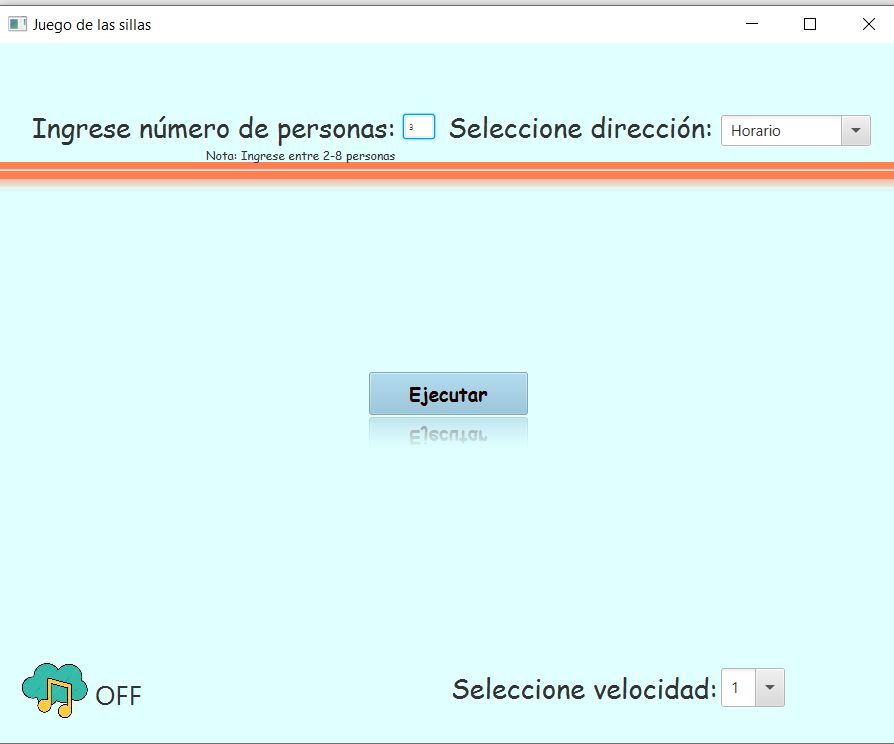 Juego de las sillas
Ingrese número de personas: 3 Seleccione dirección: Horario
Nota: Ingrese entre 2-8 personas
Ejecutar
OFF
Seleccione velocidad: 1